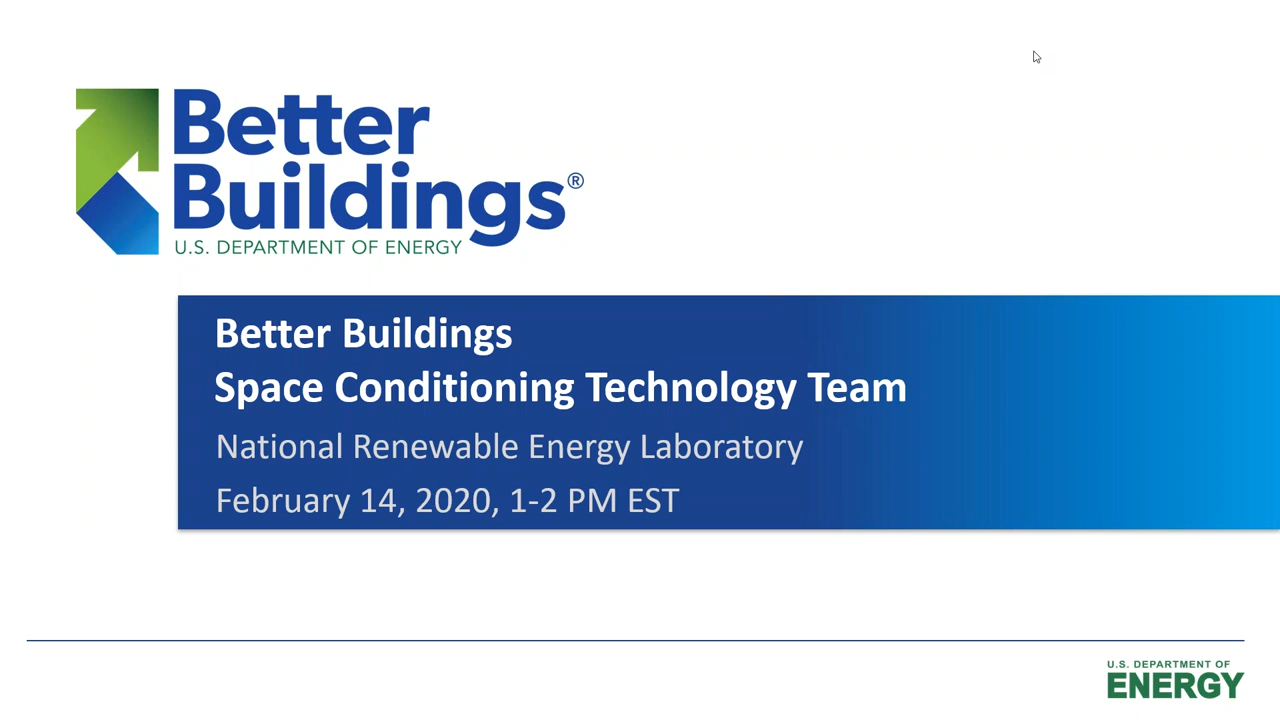 Better
Buildings®
U.S. DEPARTMENT OF ENERGY
Better Buildings
Space Conditioning Technology Team
National Renewable Energy Laboratory
February 14, 2020, 1-2 PM EST
U.S. DEPARTMENT OF
ENERGY